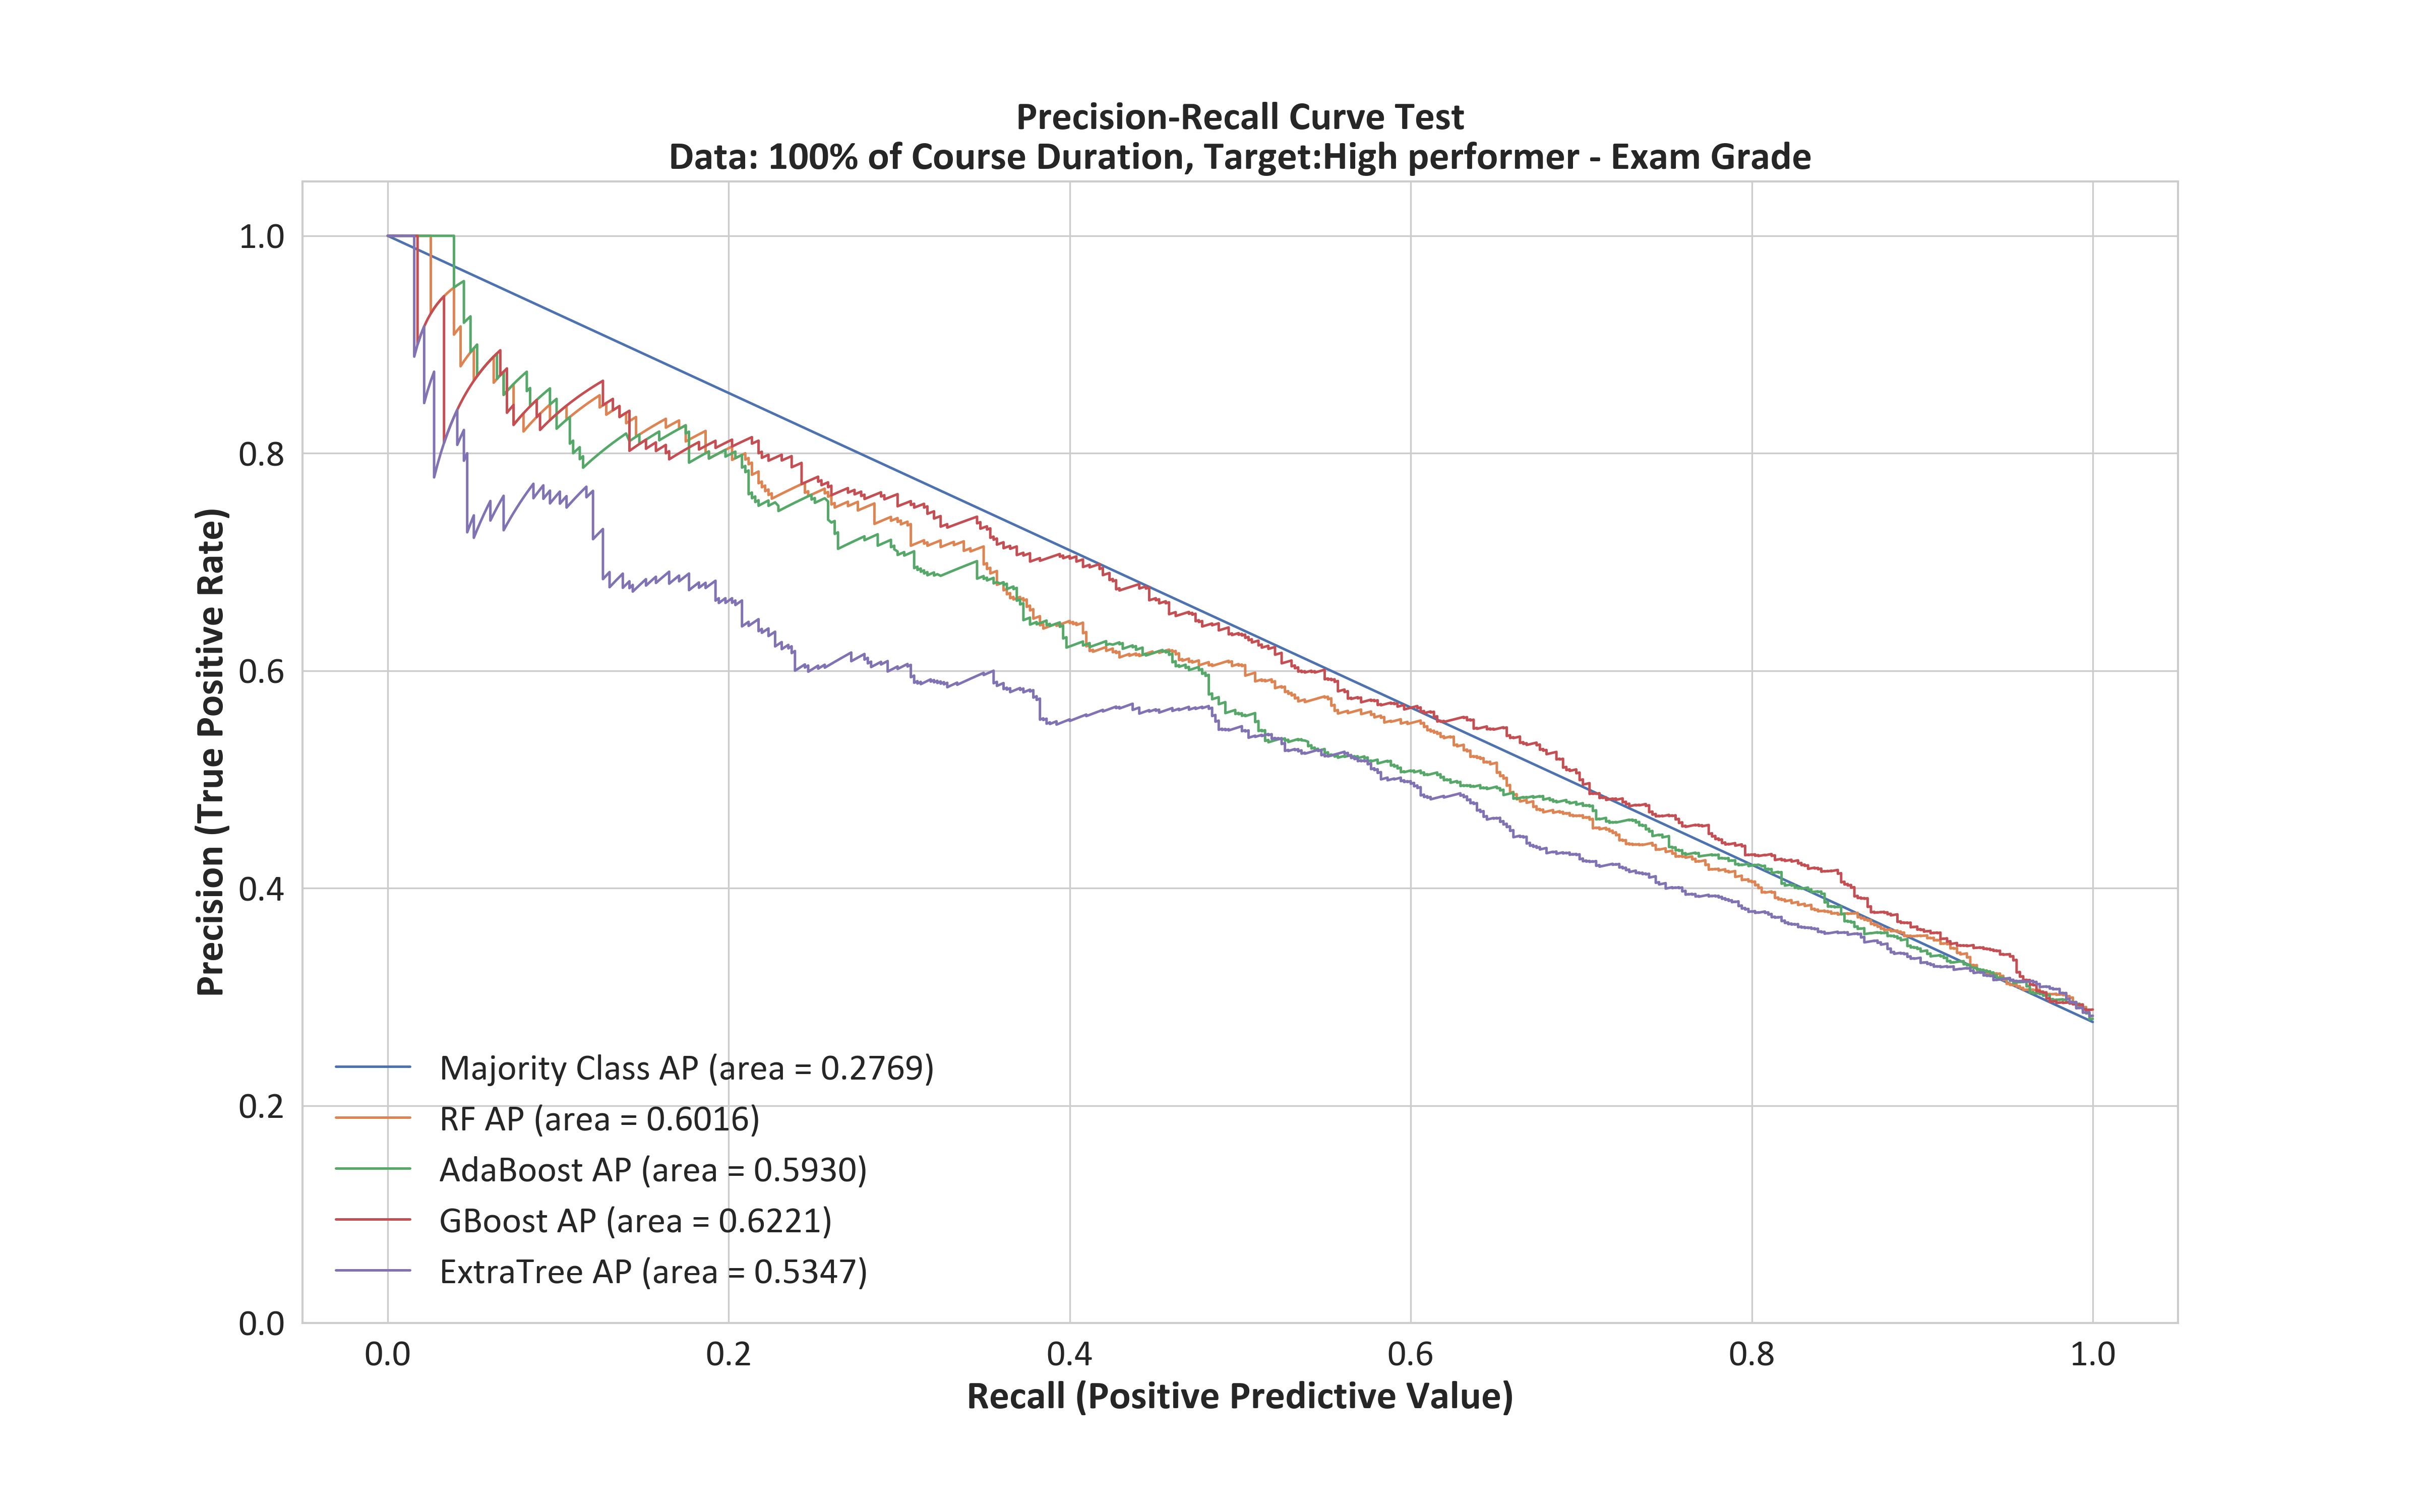 Precision-Recall Curve Test
Data: 100% of Course Duration, Target:High performer - Exam Grade
Precision (True Positive Rate)
1.0
0.8
0.6
0.4
0.2
0.0
Majority Class AP (area = 0.2769)
RF AP (area = 0.6016)
AdaBoost AP (area = 0.5930)
GBoost AP (area = 0.6221)
ExtraTree AP (area = 0.5347)
0.0 0.2 0.4 0.6 0.8 1.0
Recall (Positive Predictive Value)